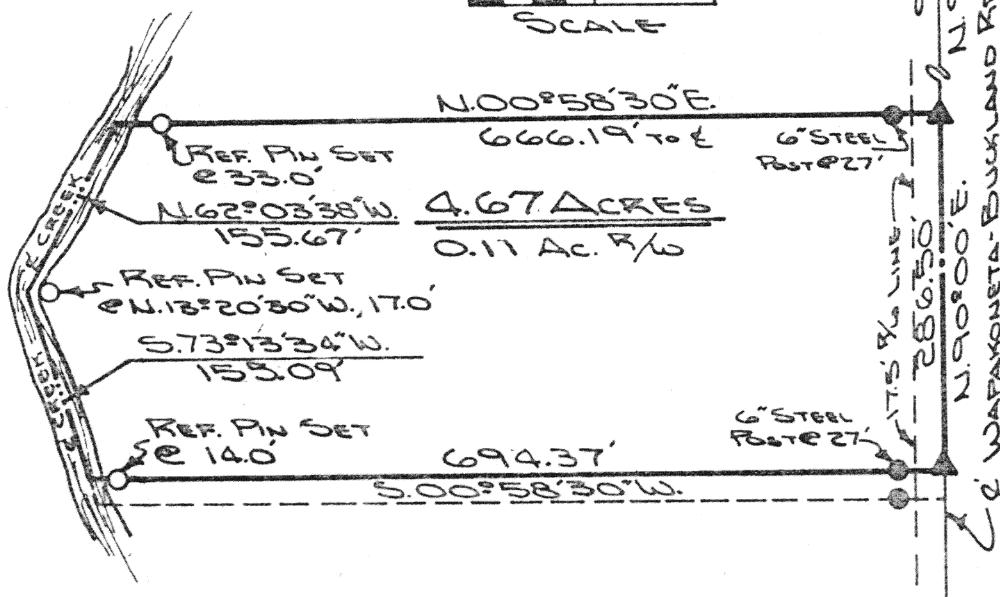 SCALE
N.00°58'30"E.
666.19' TO ℄
6" STEEL
POST @ 27'
REF. PIN SET
@ 33.0'
N.62°03'38"W.
155.67'
4.67 ACRES
0.11 AC. R/W
CREEK
REF. PIN SET
@ N.13°20'30"W., 17.0'
S.73°13'34"W.
155.09'
CREEK
REF. PIN SET
@ 14.0'
6" STEEL
POST @ 27'
694.37'
S.00°58'30"W.
17.5' R/W LINE
286.50'
N.90°00'E.
℄ WAPAKONETA-BUCKLAND RD